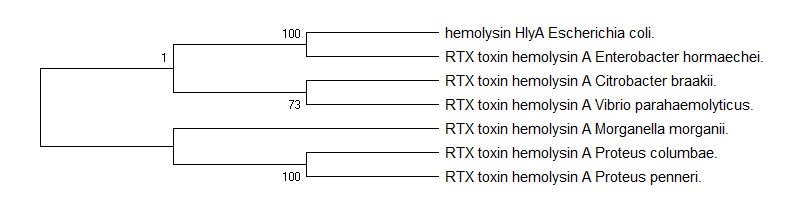 100
hemolysin HlyA Escherichia coli.
1
RTX toxin hemolysin A Enterobacter hormaechei.
RTX toxin hemolysin A Citrobacter braakii.
73
RTX toxin hemolysin A Vibrio parahaemolyticus.
RTX toxin hemolysin A Morganella morganii.
RTX toxin hemolysin A Proteus columbae.
100
RTX toxin hemolysin A Proteus penneri.